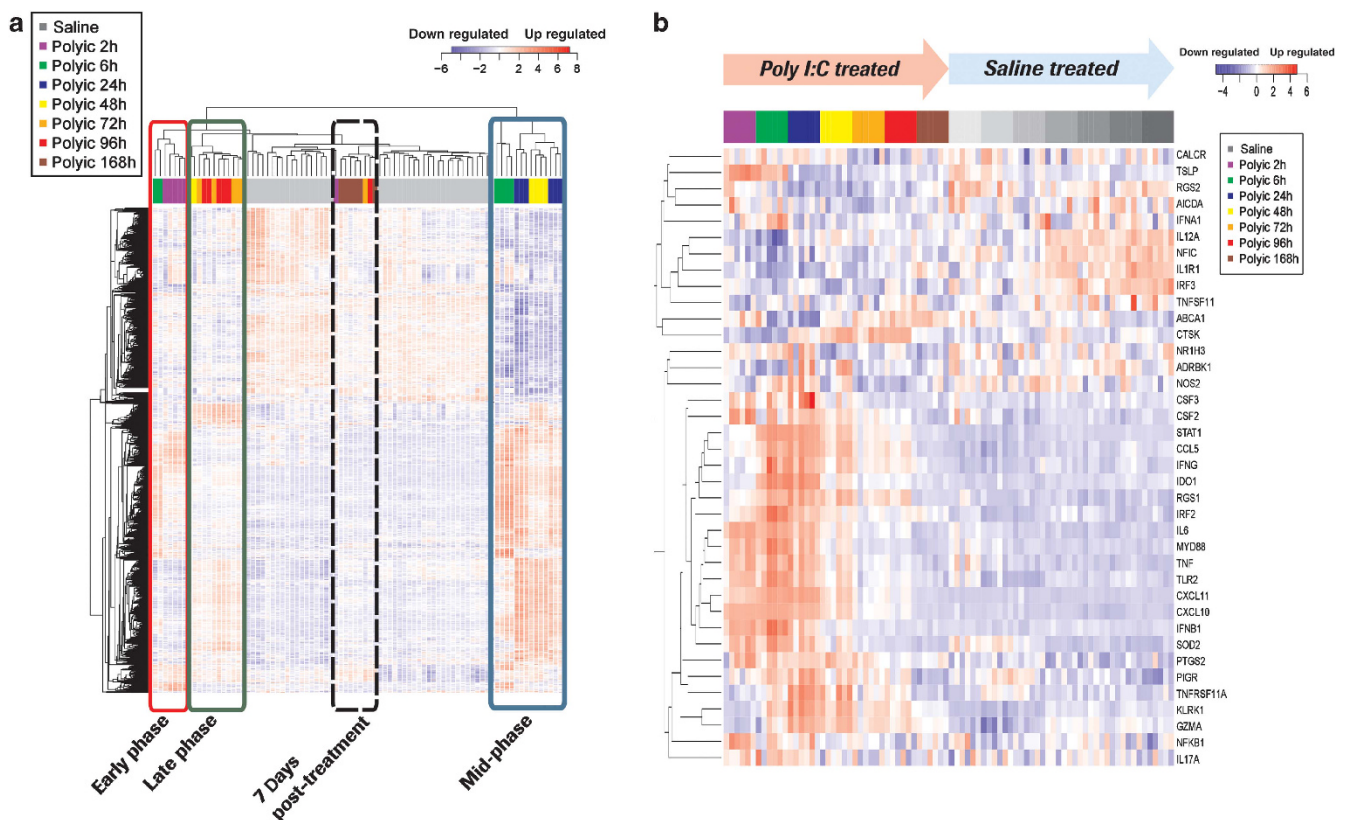 a
Saline
Polyic 2h
Polyic 6h
Polyic 24h
Polyic 48h
Polyic 72h
Polyic 96h
Polyic 168h
Down regulated Up regulated
−6 −2 0 2 4 6 8
Early phase
Late phase
7 Days
post-treatment
Mid-phase
b
Poly I:C treated
Saline treated
Down regulated Up regulated
−4 0 2 4 6
Saline
Polyic 2h
Polyic 6h
Polyic 24h
Polyic 48h
Polyic 72h
Polyic 96h
Polyic 168h
CALCR
TSLP
RGS2
AICDA
IFNA1
IL12A
NFIC
IL1R1
IRF3
TNFSF11
ABCA1
CTSK
NR1H3
ADRBK1
NOS2
CSF3
CSF2
STAT1
CCL5
IFNG
IDO1
RGS1
IRF2
IL6
MYD88
TNF
TLR2
CXCL11
CXCL10
IFNB1
SOD2
PTGS2
PIGR
TNFRSF11A
KLRK1
GZMA
NFKB1
IL17A